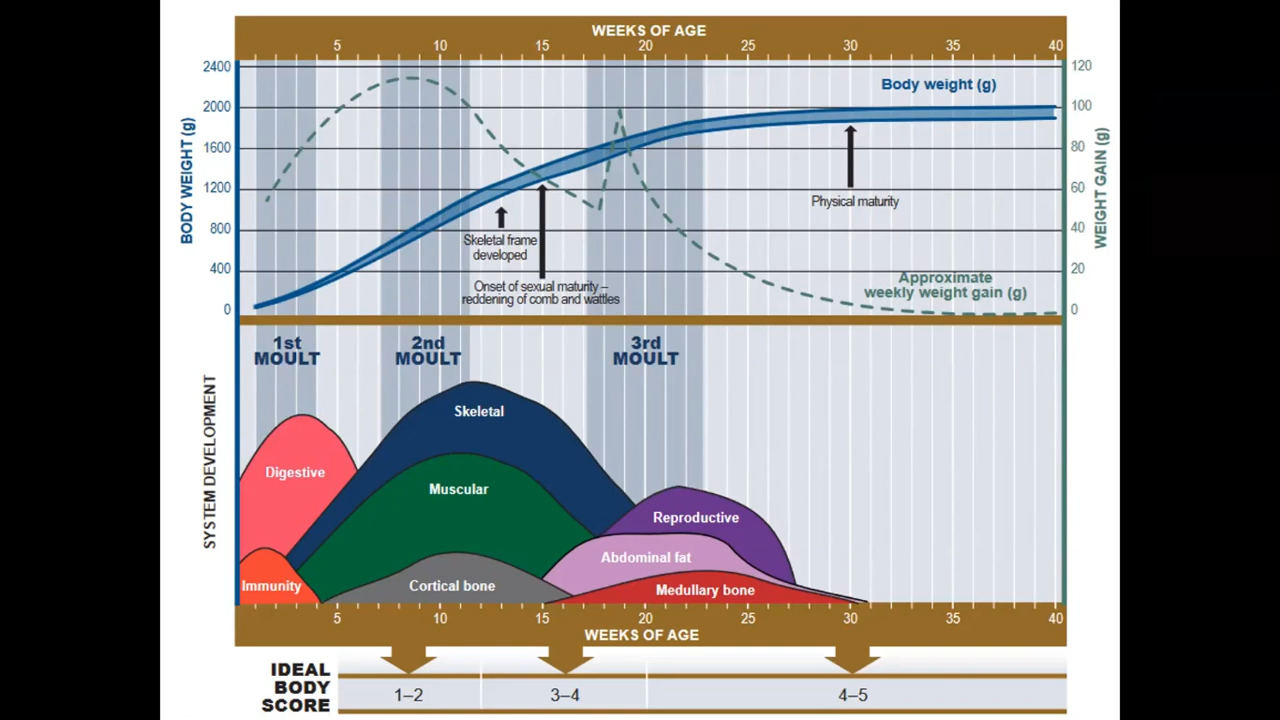 WEEKS OF AGE
5 10 15 20 25 30 35 40
2400
2000
1600
1200
800
400
0
BODY WEIGHT (g)
120
100
80
60
40
20
0
WEIGHT GAIN (g)
Body weight (g)
Physical maturity
Skeletal frame
developed
Onset of sexual maturity –
reddening of comb and wattles
Approximate
weekly weight gain (g)
1st
MOULT
2nd
MOULT
3rd
MOULT
SYSTEM DEVELOPMENT
Skeletal
Digestive
Muscular
Reproductive
Abdominal fat
Immunity
Cortical bone
Medullary bone
5 10 15 20 25 30 35 40
WEEKS OF AGE
IDEAL
BODY
SCORE
1–2 3–4 4–5